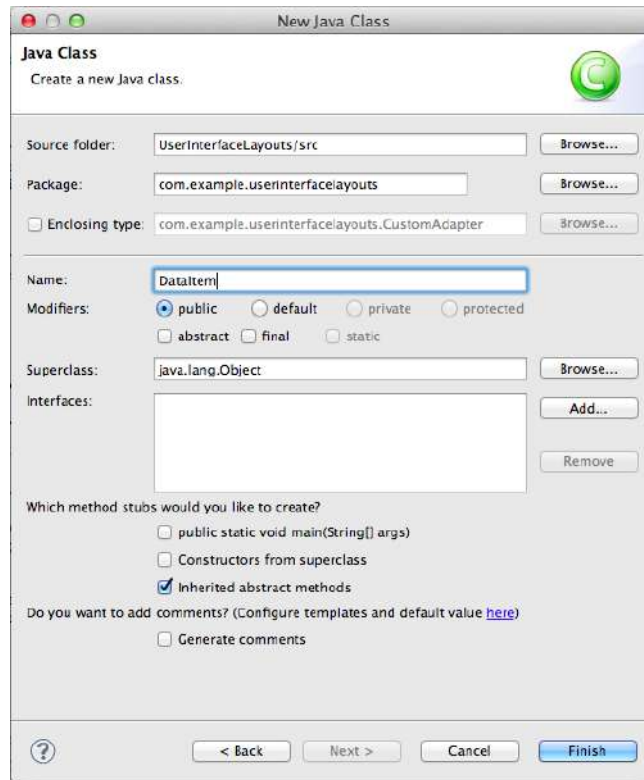 New Java Class
Java Class
Create a new Java class.
C
Source folder: UserInterfaceLayouts/src Browse...
Package: com.example.userinterfacelayouts Browse...
Enclosing type: com.example.userinterfacelayouts.CustomAdapter Browse...
Name: DataItem
Modifiers: public default private protected
abstract final static
Superclass: java.lang.Object Browse...
Interfaces: Add...
Remove
Which method stubs would you like to create?
public static void main(String[] args)
Constructors from superclass
Inherited abstract methods
Do you want to add comments? (Configure templates and default value here)
Generate comments
? < Back Next > Cancel Finish